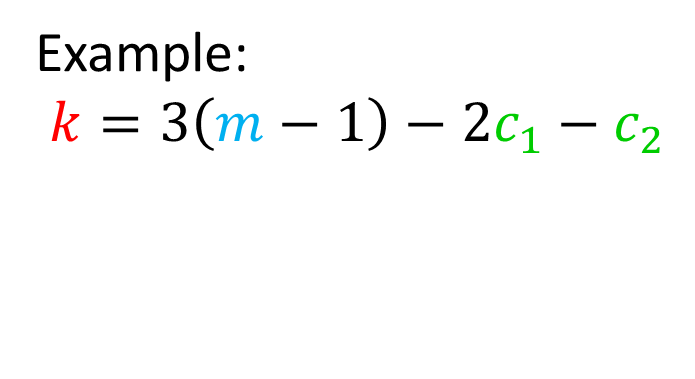 Example:
k = 3(m − 1) − 2c₁ − c₂